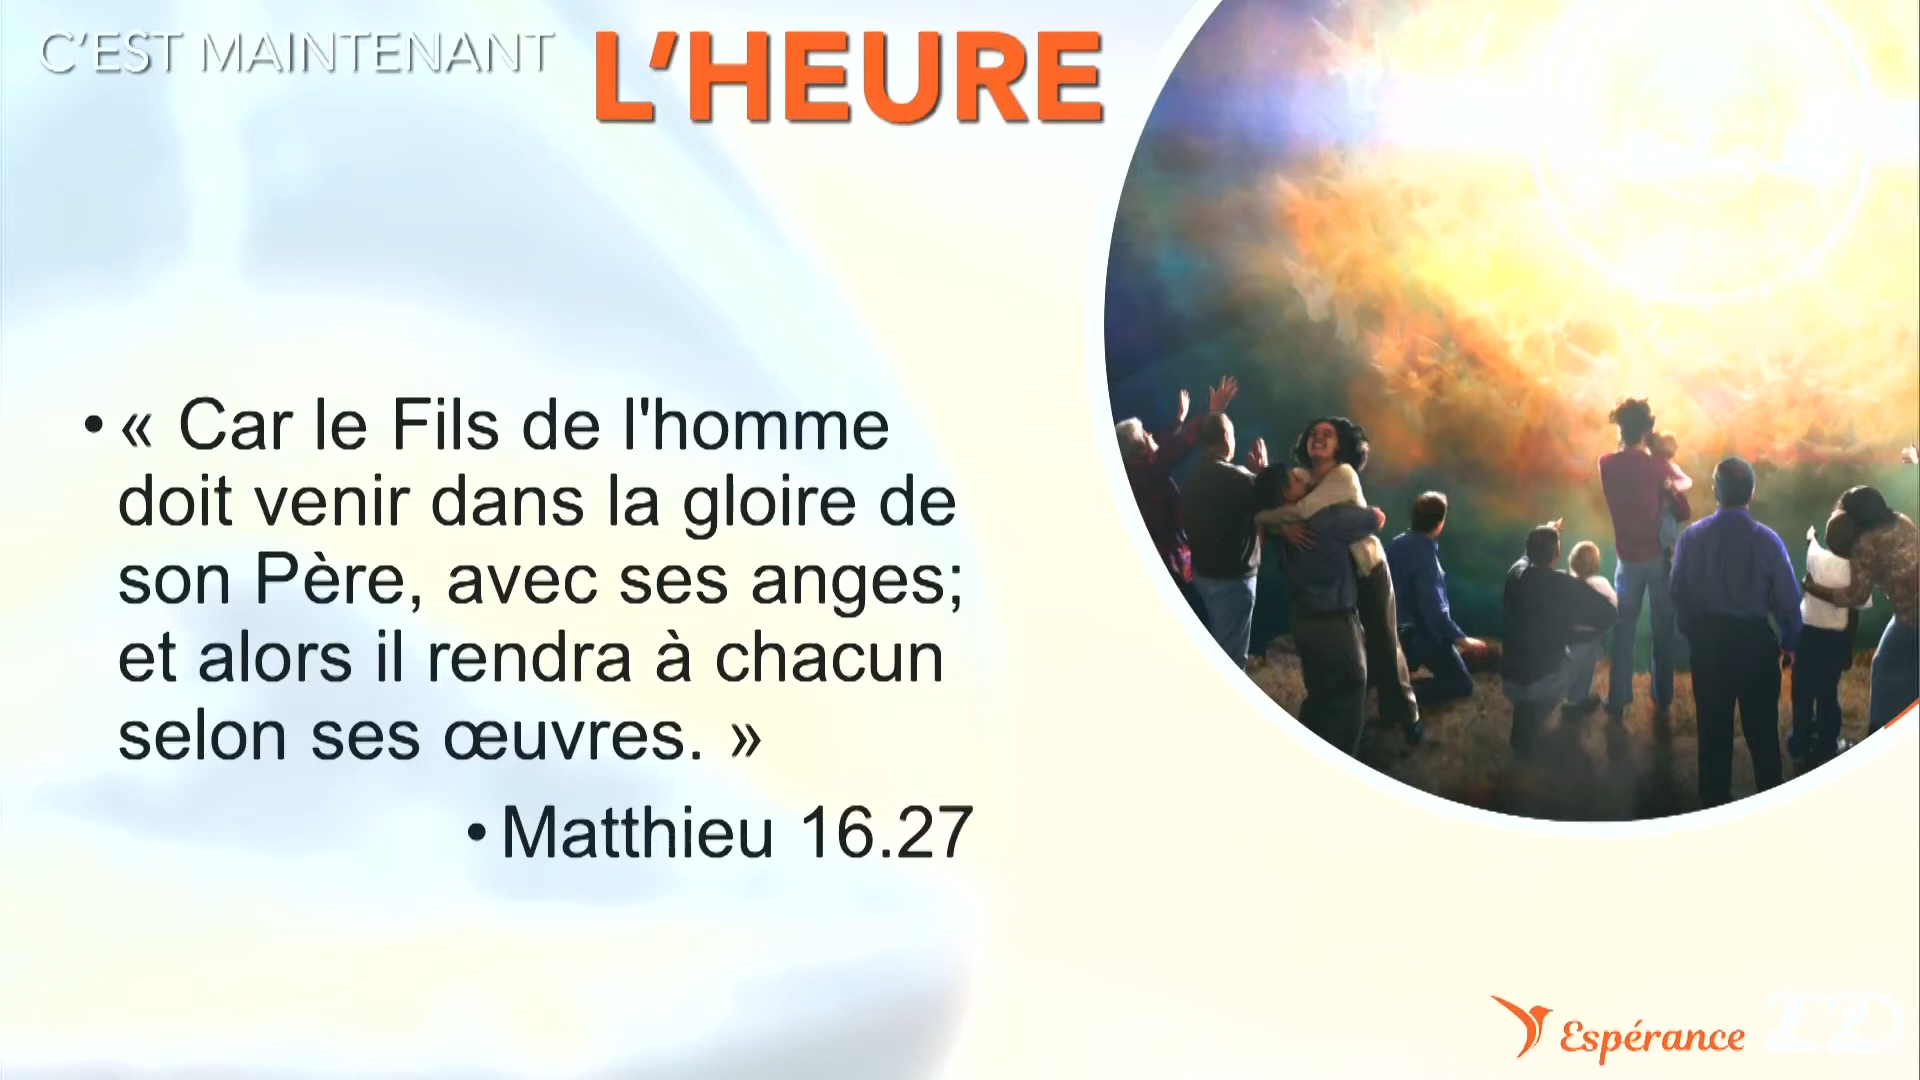 C'EST MAINTENANT L'HEURE
• « Car le Fils de l'homme
doit venir dans la gloire de
son Père, avec ses anges;
et alors il rendra à chacun
selon ses œuvres. »
• Matthieu 16.27
Espérance 2020